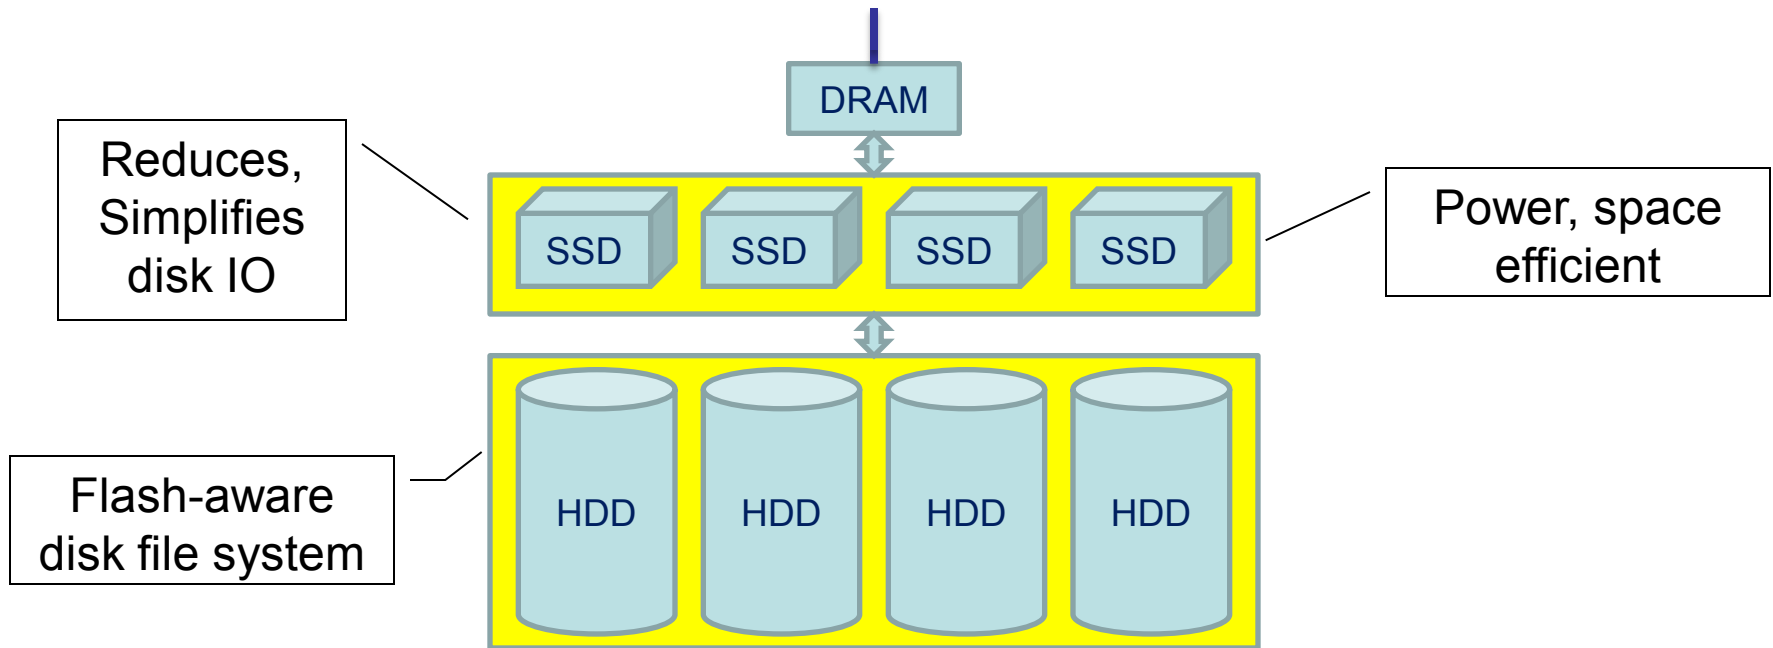 DRAM
Reduces,
Simplifies
disk IO
SSD SSD SSD SSD
Power, space
efficient
Flash-aware
disk file system
HDD HDD HDD HDD